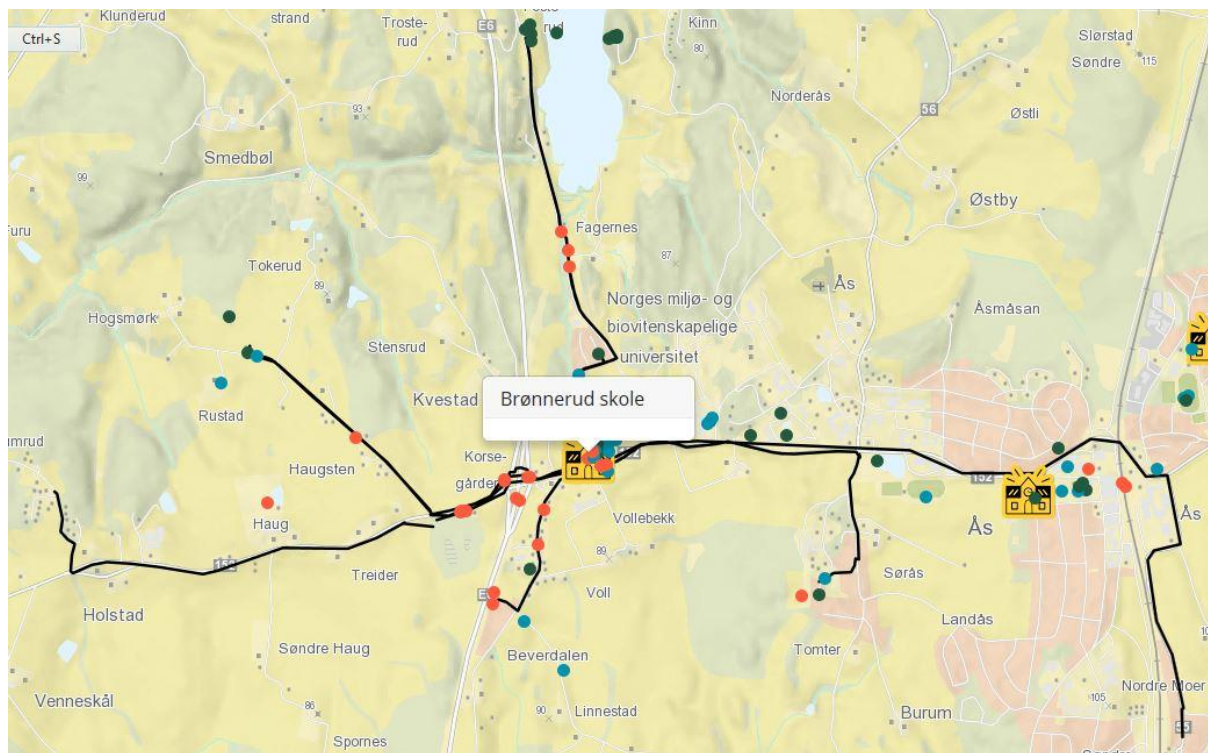 Klunderud
strand
Troste-
rud
E6
rud
Kinn
80
Slørstad
Søndre
115
Ctrl+S
93
Norderås
56
Østli
Smedbøl
99
Østby
Furu
Fagernes
87
Tokerud
89
Ås
Norges miljø- og
biovitenskapelige
universitet
Åsmåsan
Hogsmørk
Stensrud
Kvestad
Brønnerud skole
Rustad
Haugsten
Korse-
gården
152
Haug
Vollebekk
Ås
Ås
89
Treider
Voll
Sørås
Holstad
Landås
Søndre Haug
Beverdalen
Tomter
Venneskål
86
90
Linnestad
Burum
105
Nordre Moer
Spornes